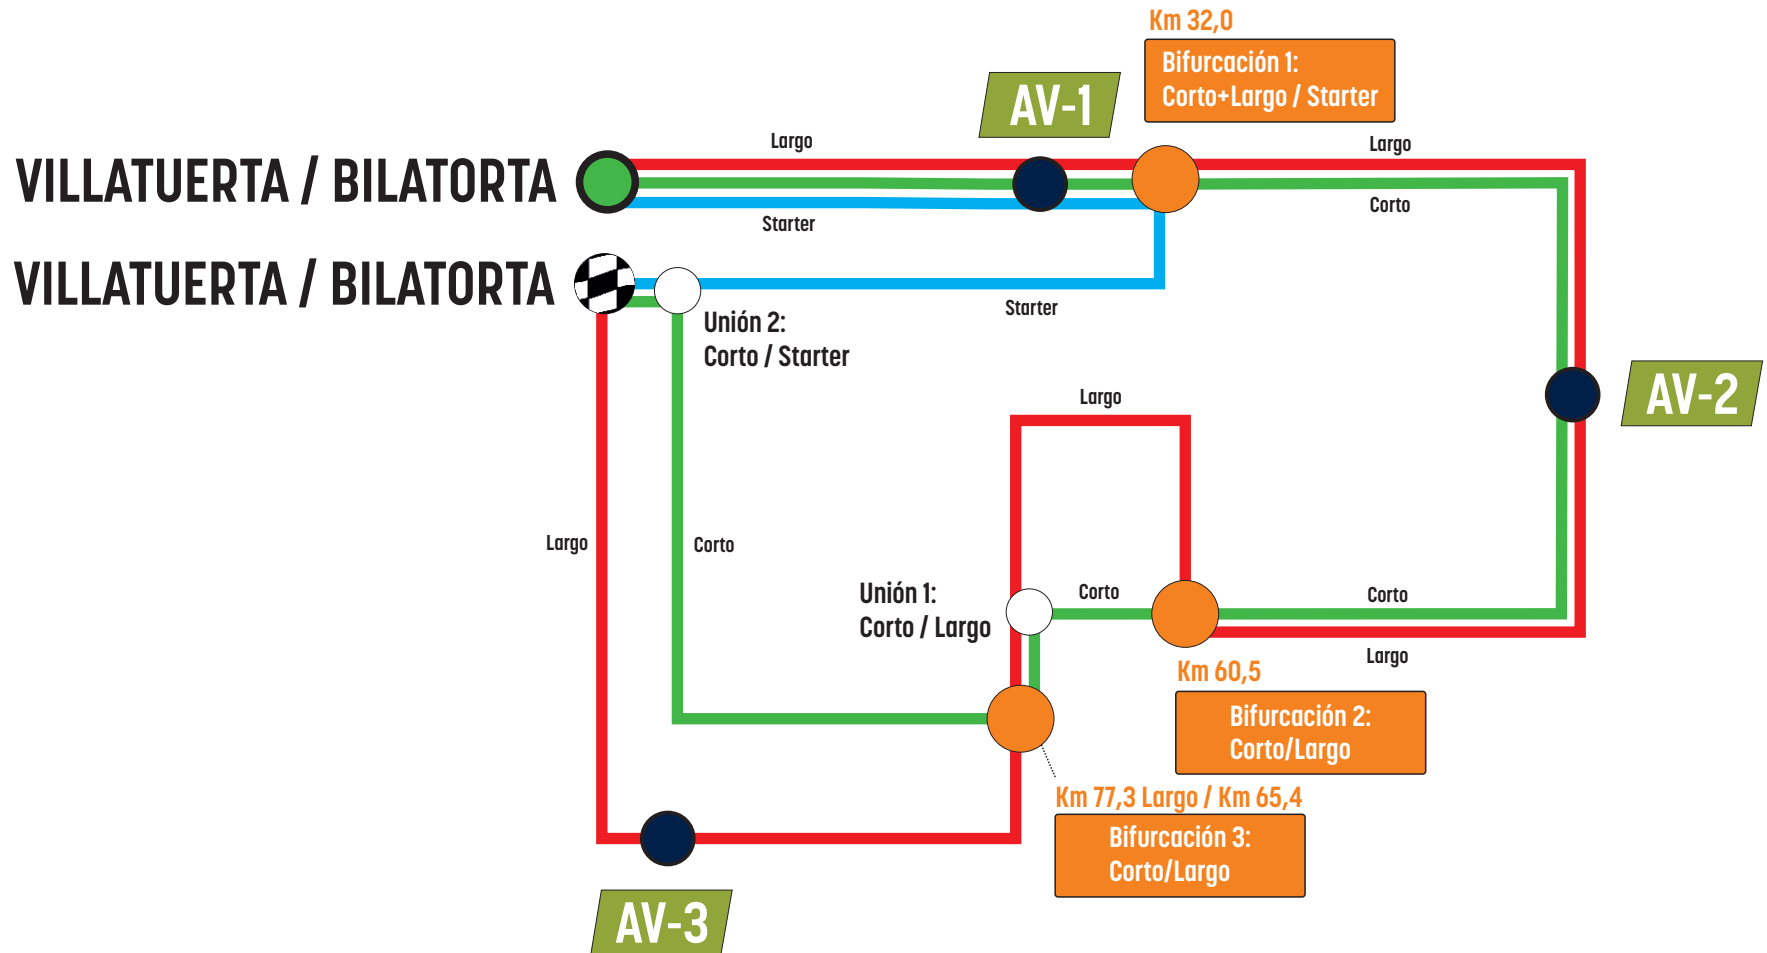 Km 32,0
Bifurcación 1:
Corto+Largo / Starter
AV-1
Largo
Largo
VILLATUERTA / BILATORTA
Corto
Starter
VILLATUERTA / BILATORTA
Starter
Unión 2:
Corto / Starter
AV-2
Largo
Largo
Corto
Unión 1:
Corto / Largo
Corto
Corto
Largo
Km 60,5
Bifurcación 2:
Corto/Largo
Km 77,3 Largo / Km 65,4
Bifurcación 3:
Corto/Largo
AV-3